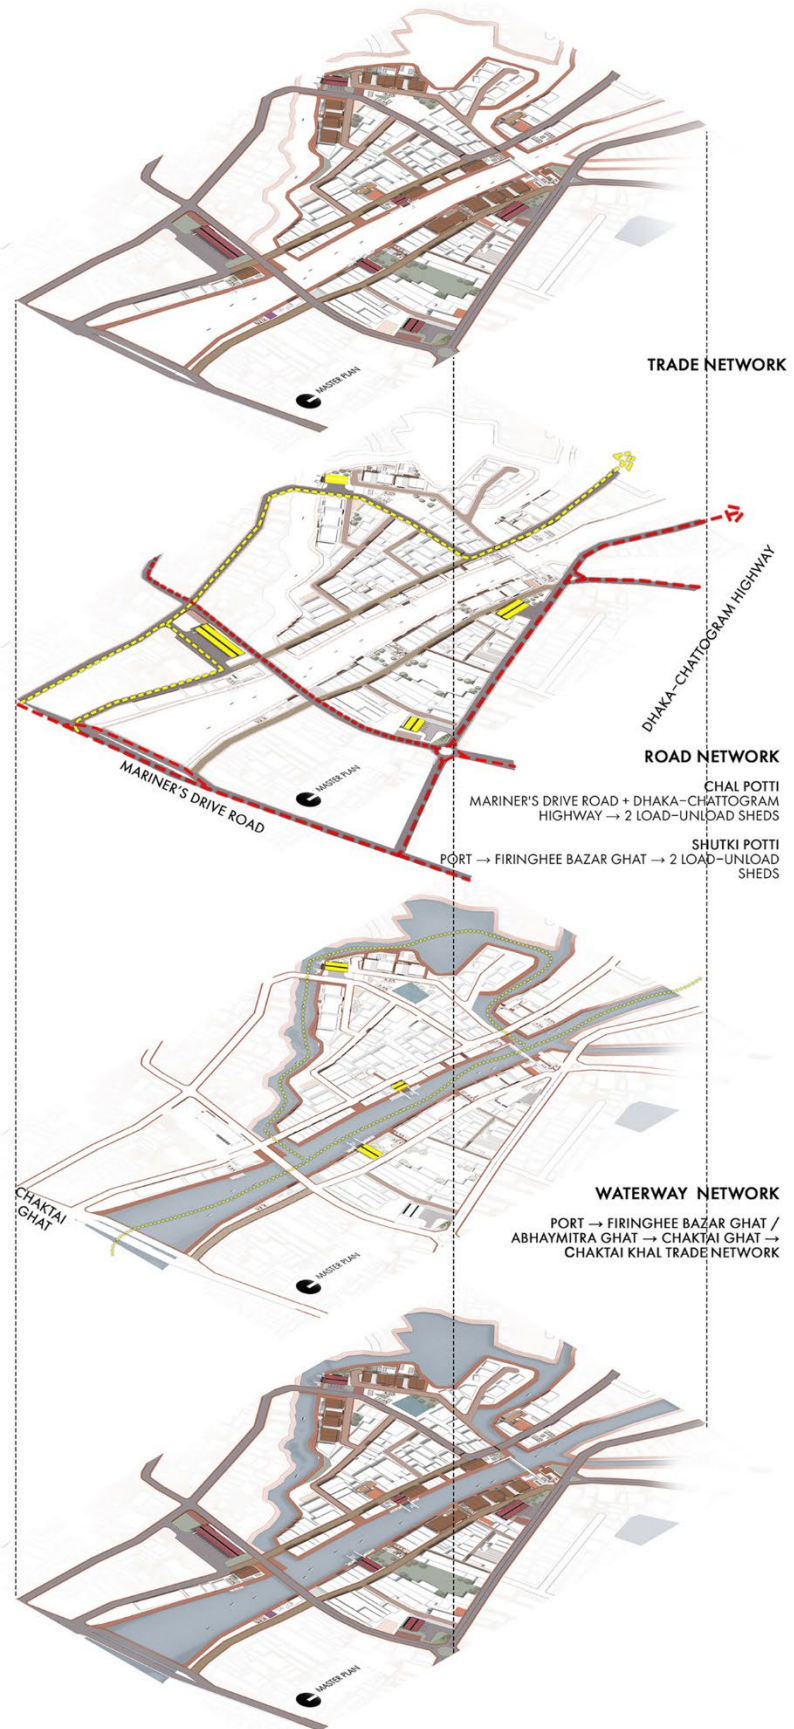 MASTER PLAN
TRADE NETWORK
DHAKA–CHATTOGRAM HIGHWAY
ROAD NETWORK
CHAL POTTI
MARINER'S DRIVE ROAD + DHAKA–CHATTOGRAM
HIGHWAY → 2 LOAD–UNLOAD SHEDS
SHUTKI POTTI
PORT → FIRINGHEE BAZAR GHAT → 2 LOAD–UNLOAD
SHEDS
MARINER'S DRIVE ROAD
MASTER PLAN
CHAKTAI
GHAT
WATERWAY NETWORK
PORT → FIRINGHEE BAZAR GHAT /
ABHAYMITRA GHAT → CHAKTAI GHAT →
CHAKTAI KHAL TRADE NETWORK
MASTER PLAN
MASTER PLAN